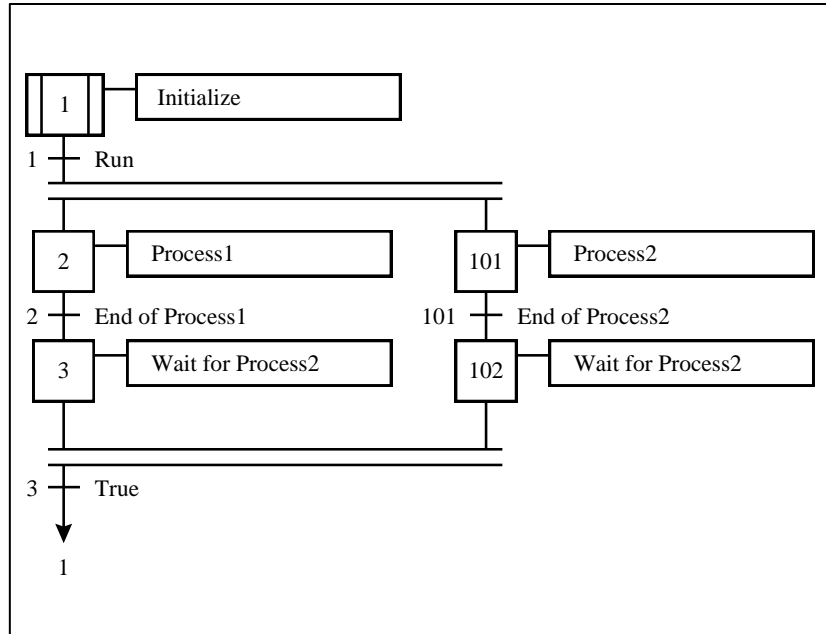 1 Initialize
1 Run
2 Process1
101 Process2
2 End of Process1
101 End of Process2
3 Wait for Process2
102 Wait for Process2
3 True
1